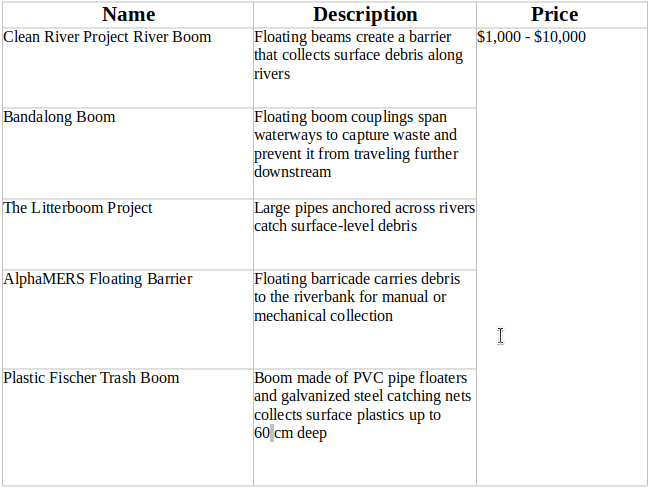 Name Description Price
Clean River Project River Boom
Floating beams create a barrier
that collects surface debris along
rivers
$1,000 - $10,000
Bandalong Boom
Floating boom couplings span
waterways to capture waste and
prevent it from traveling further
downstream
The Litterboom Project
Large pipes anchored across rivers
catch surface-level debris
AlphaMERS Floating Barrier
Floating barricade carries debris
to the riverbank for manual or
mechanical collection
Plastic Fischer Trash Boom
Boom made of PVC pipe floaters
and galvanized steel catching nets
collects surface plastics up to
60 cm deep